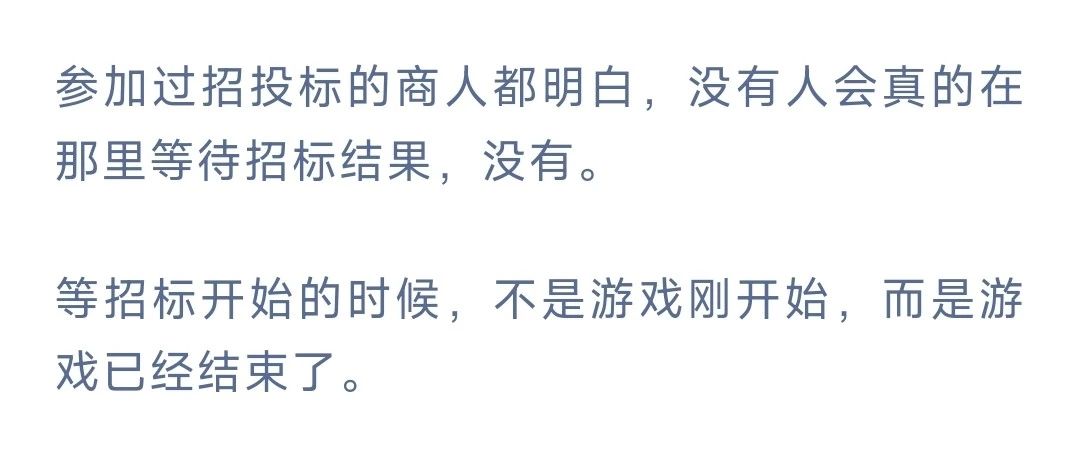 参加过招投标的商人都明白，没有人会真的在
那里等待招标结果，没有。
等招标开始的时候，不是游戏刚开始，而是游
戏已经结束了。